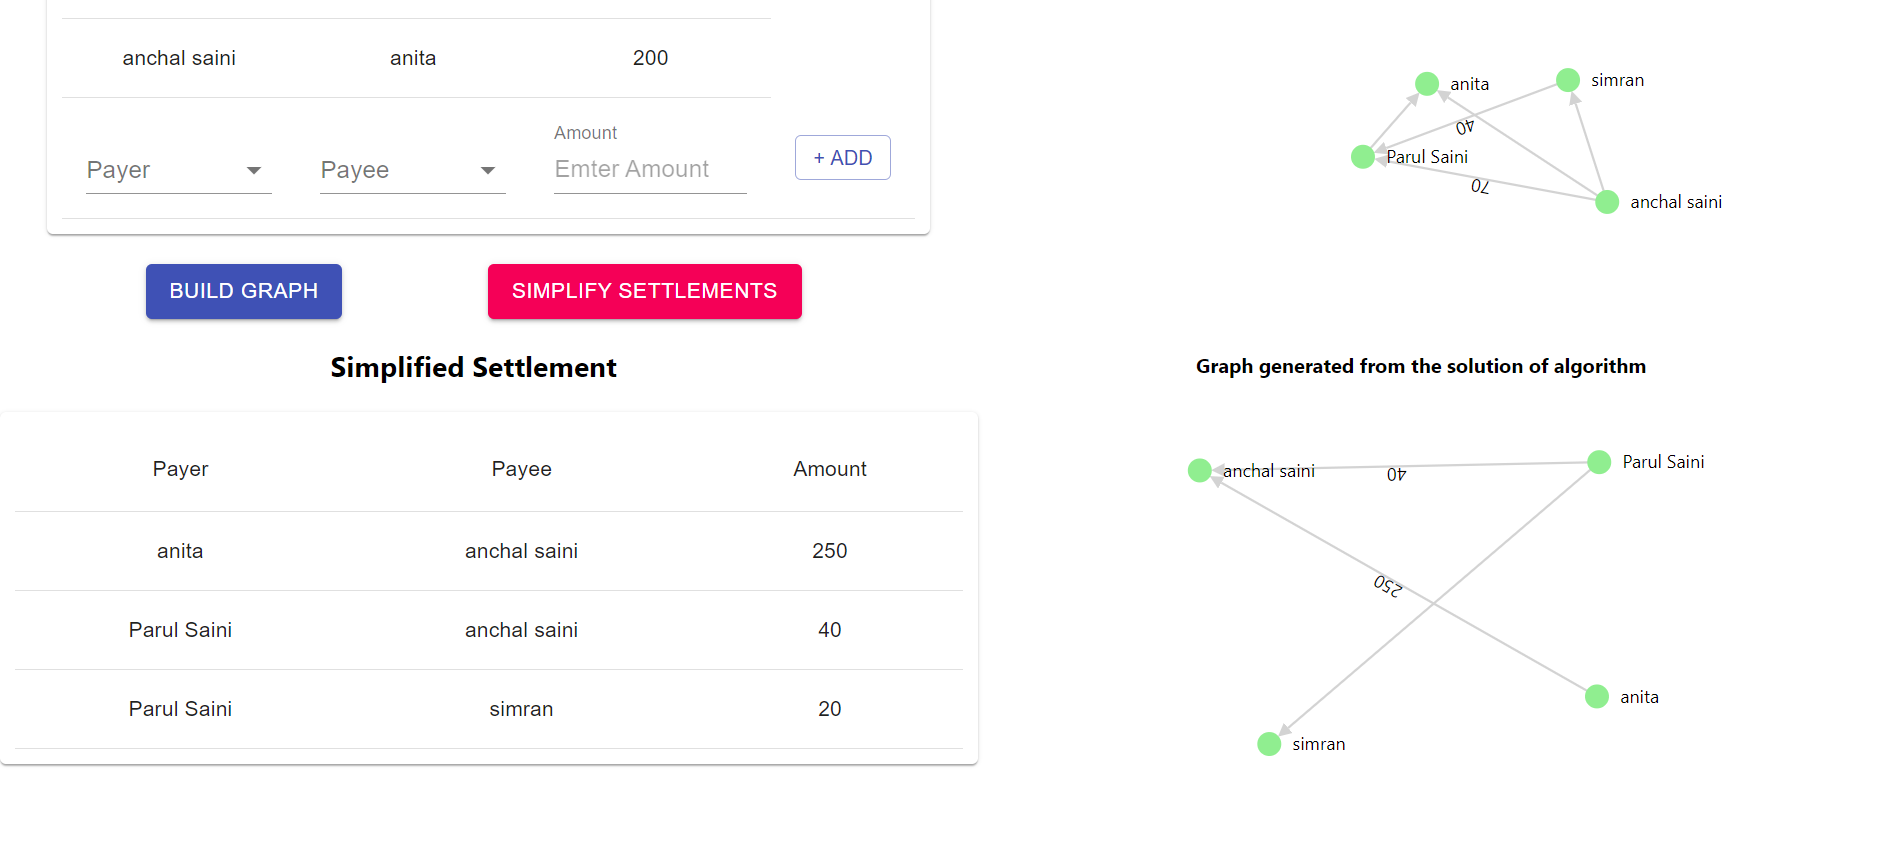 anchal saini anita 200
Payer Payee Amount
Emter Amount + ADD
BUILD GRAPH SIMPLIFY SETTLEMENTS
Simplified Settlement
Payer Payee Amount
anita anchal saini 250
Parul Saini anchal saini 40
Parul Saini simran 20
anita simran
40
Parul Saini
70
anchal saini
Graph generated from the solution of algorithm
anchal saini 40 Parul Saini
250
anita
simran